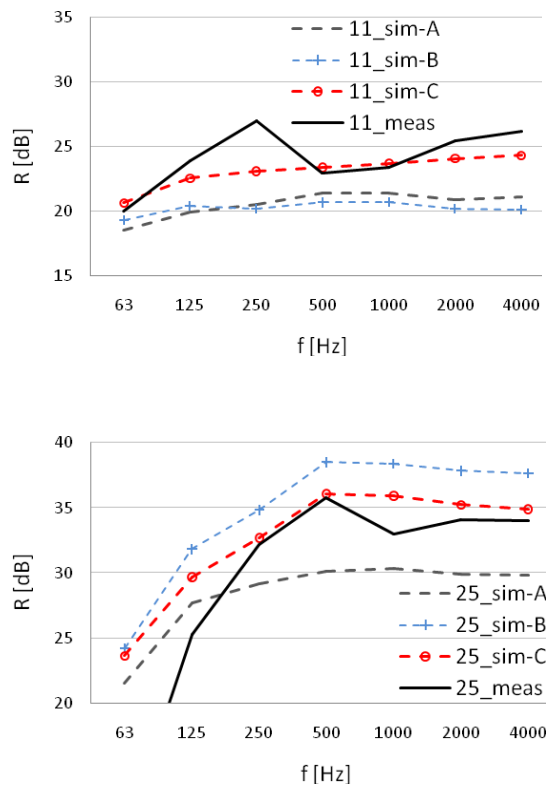 35
30
25
20
15
R [dB]
11_sim-A
11_sim-B
11_sim-C
11_meas
63 125 250 500 1000 2000 4000
f [Hz]
40
35
30
25
20
R [dB]
25_sim-A
25_sim-B
25_sim-C
25_meas
63 125 250 500 1000 2000 4000
f [Hz]